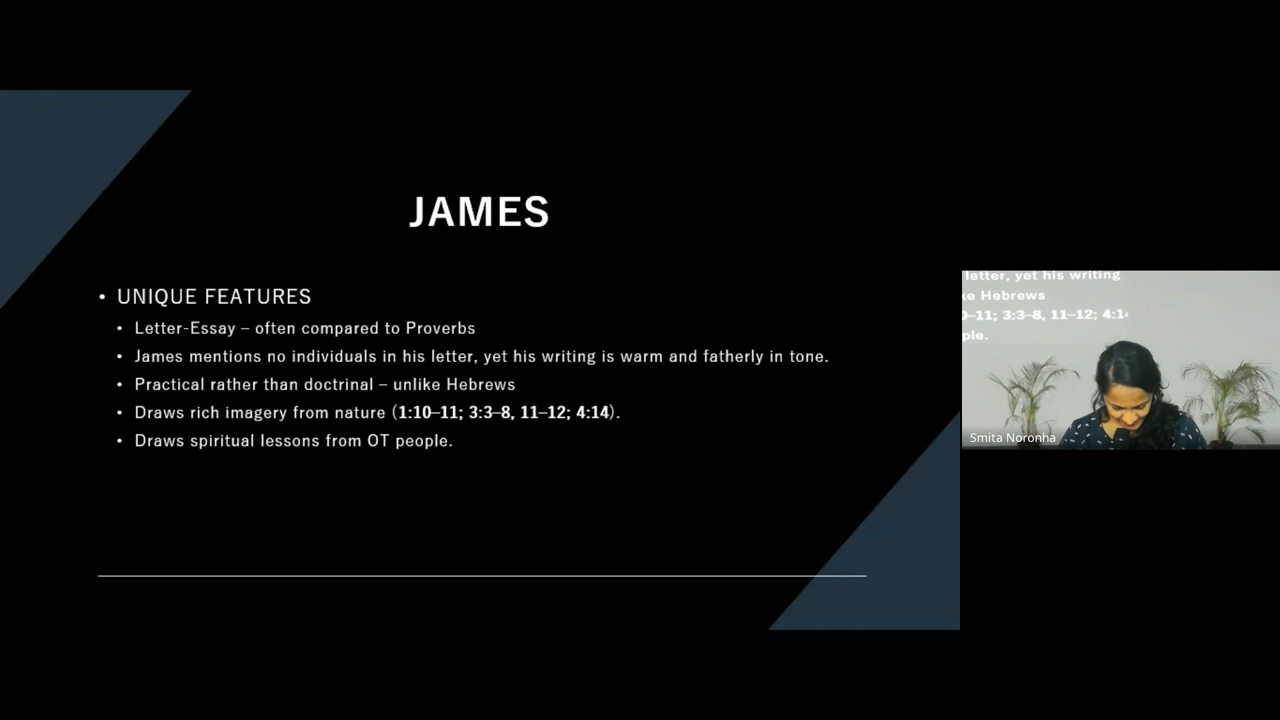 JAMES
• UNIQUE FEATURES
• Letter-Essay – often compared to Proverbs
• James mentions no individuals in his letter, yet his writing is warm and fatherly in tone.
• Practical rather than doctrinal – unlike Hebrews
• Draws rich imagery from nature (1:10–11; 3:3–8, 11–12; 4:14).
• Draws spiritual lessons from OT people.
letter, yet his writing
ke Hebrews
0–11; 3:3–8, 11–12; 4:14
ple.
Smita Noronha